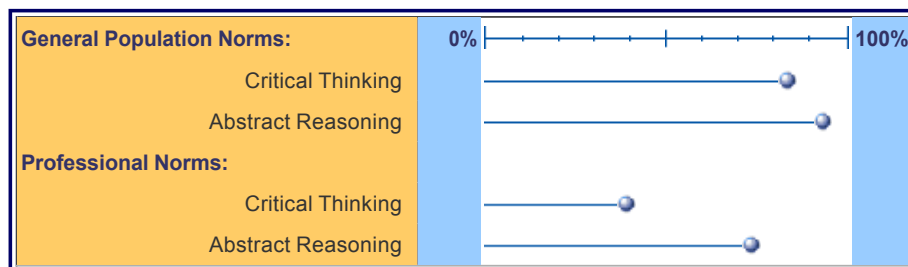 General Population Norms: 0% 100%
Critical Thinking
Abstract Reasoning
Professional Norms:
Critical Thinking
Abstract Reasoning